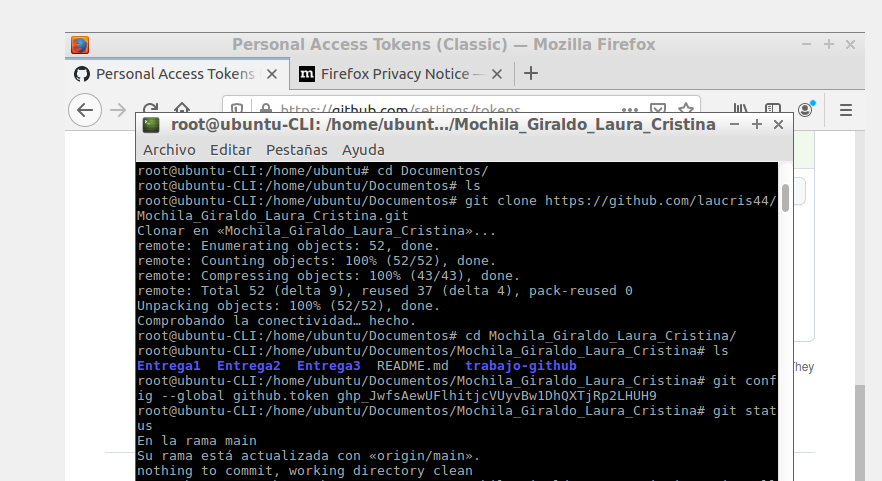 Personal Access Tokens (Classic) — Mozilla Firefox
Personal Access Tokens
Firefox Privacy Notice —
https://github.com/settings/tokens
root@ubuntu-CLI: /home/ubunt…/Mochila_Giraldo_Laura_Cristina
Archivo Editar Pestañas Ayuda
root@ubuntu-CLI:/home/ubuntu# cd Documentos/
root@ubuntu-CLI:/home/ubuntu/Documentos# ls
root@ubuntu-CLI:/home/ubuntu/Documentos# git clone https://github.com/laucris44/
Mochila_Giraldo_Laura_Cristina.git
Clonar en «Mochila_Giraldo_Laura_Cristina»...
remote: Enumerating objects: 52, done.
remote: Counting objects: 100% (52/52), done.
remote: Compressing objects: 100% (43/43), done.
remote: Total 52 (delta 9), reused 37 (delta 4), pack-reused 0
Unpacking objects: 100% (52/52), done.
Comprobando la conectividad… hecho.
root@ubuntu-CLI:/home/ubuntu/Documentos# cd Mochila_Giraldo_Laura_Cristina/
root@ubuntu-CLI:/home/ubuntu/Documentos/Mochila_Giraldo_Laura_Cristina# ls
Entrega1 Entrega2 Entrega3 README.md trabajo-github
root@ubuntu-CLI:/home/ubuntu/Documentos/Mochila_Giraldo_Laura_Cristina# git conf
ig --global github.token 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
root@ubuntu-CLI:/home/ubuntu/Documentos/Mochila_Giraldo_Laura_Cristina# git stat
us
En la rama main
Su rama está actualizada con «origin/main».
nothing to commit, working directory clean
They